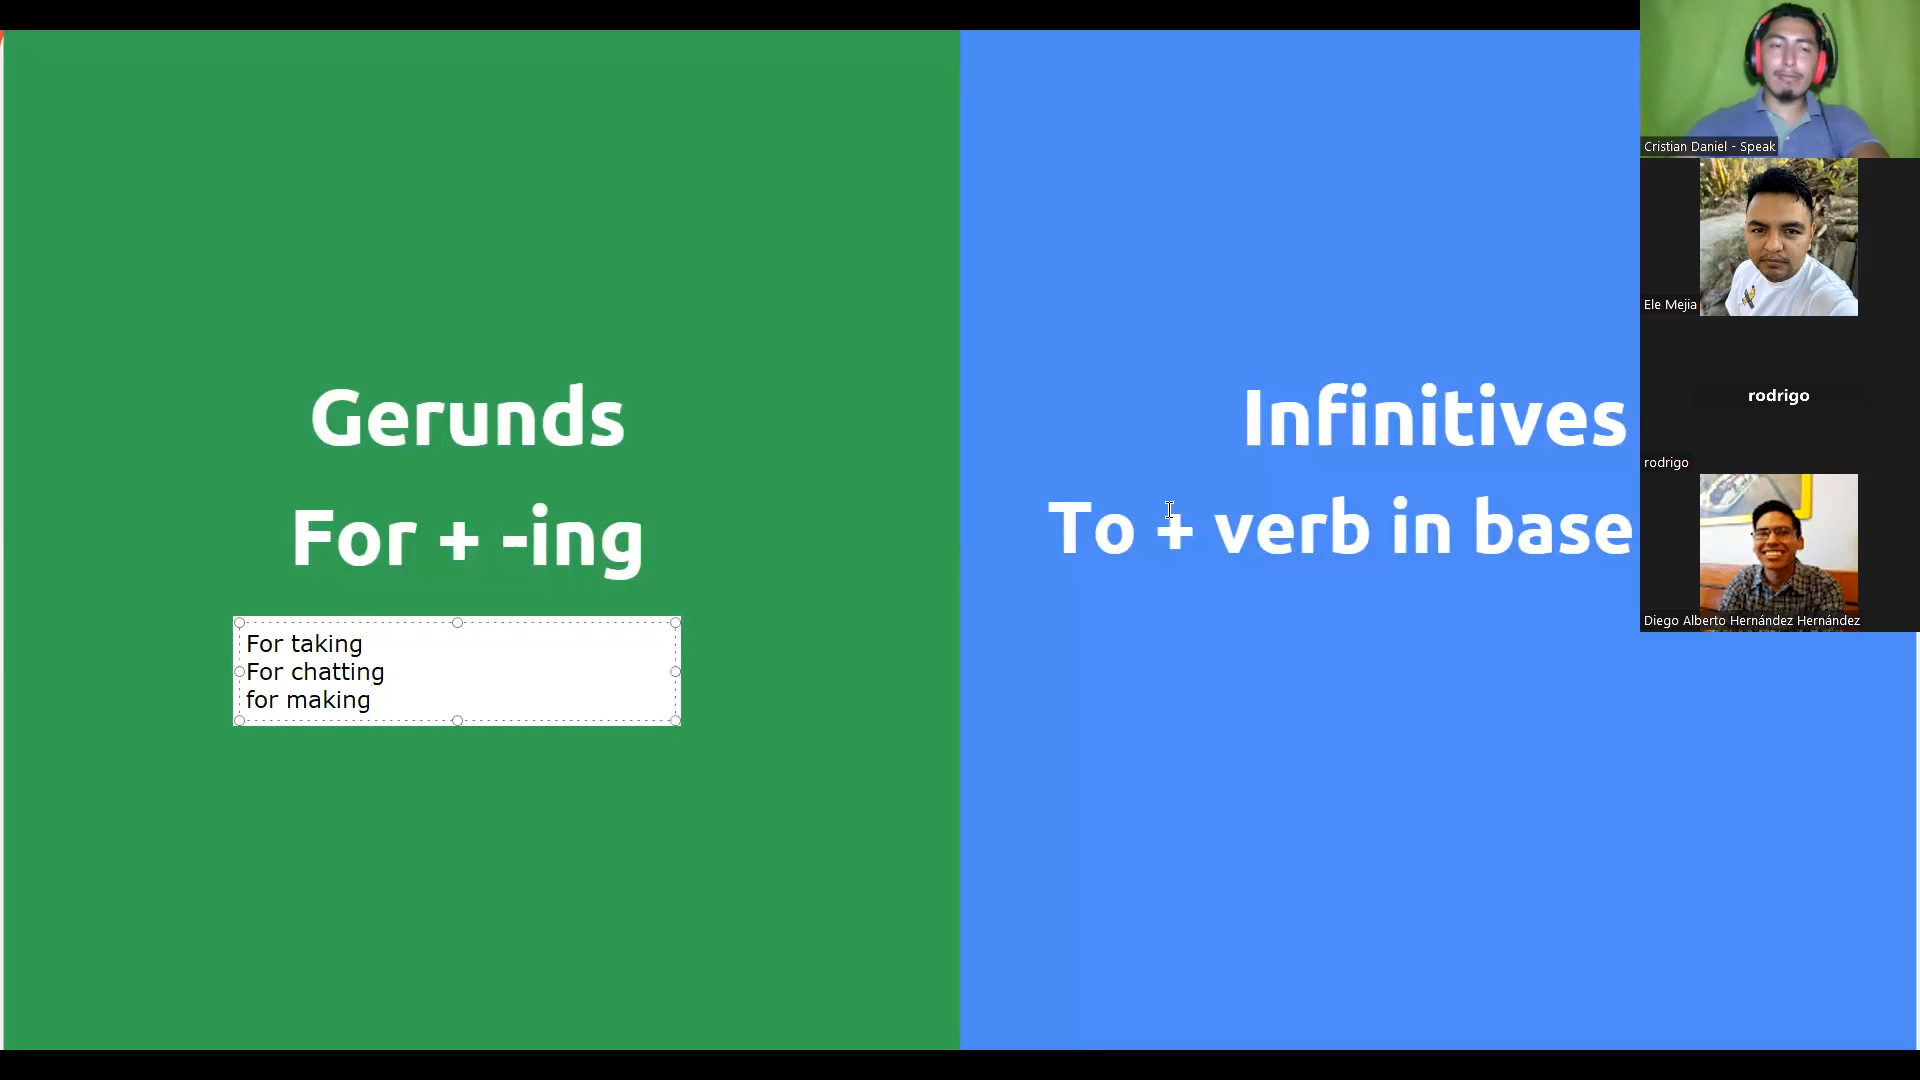 Gerunds
For + -ing
For taking
For chatting
for making
Infinitives
To + verb in base
Cristian Daniel - Speak
Ele Mejia
rodrigo
rodrigo
Diego Alberto Hernández Hernández